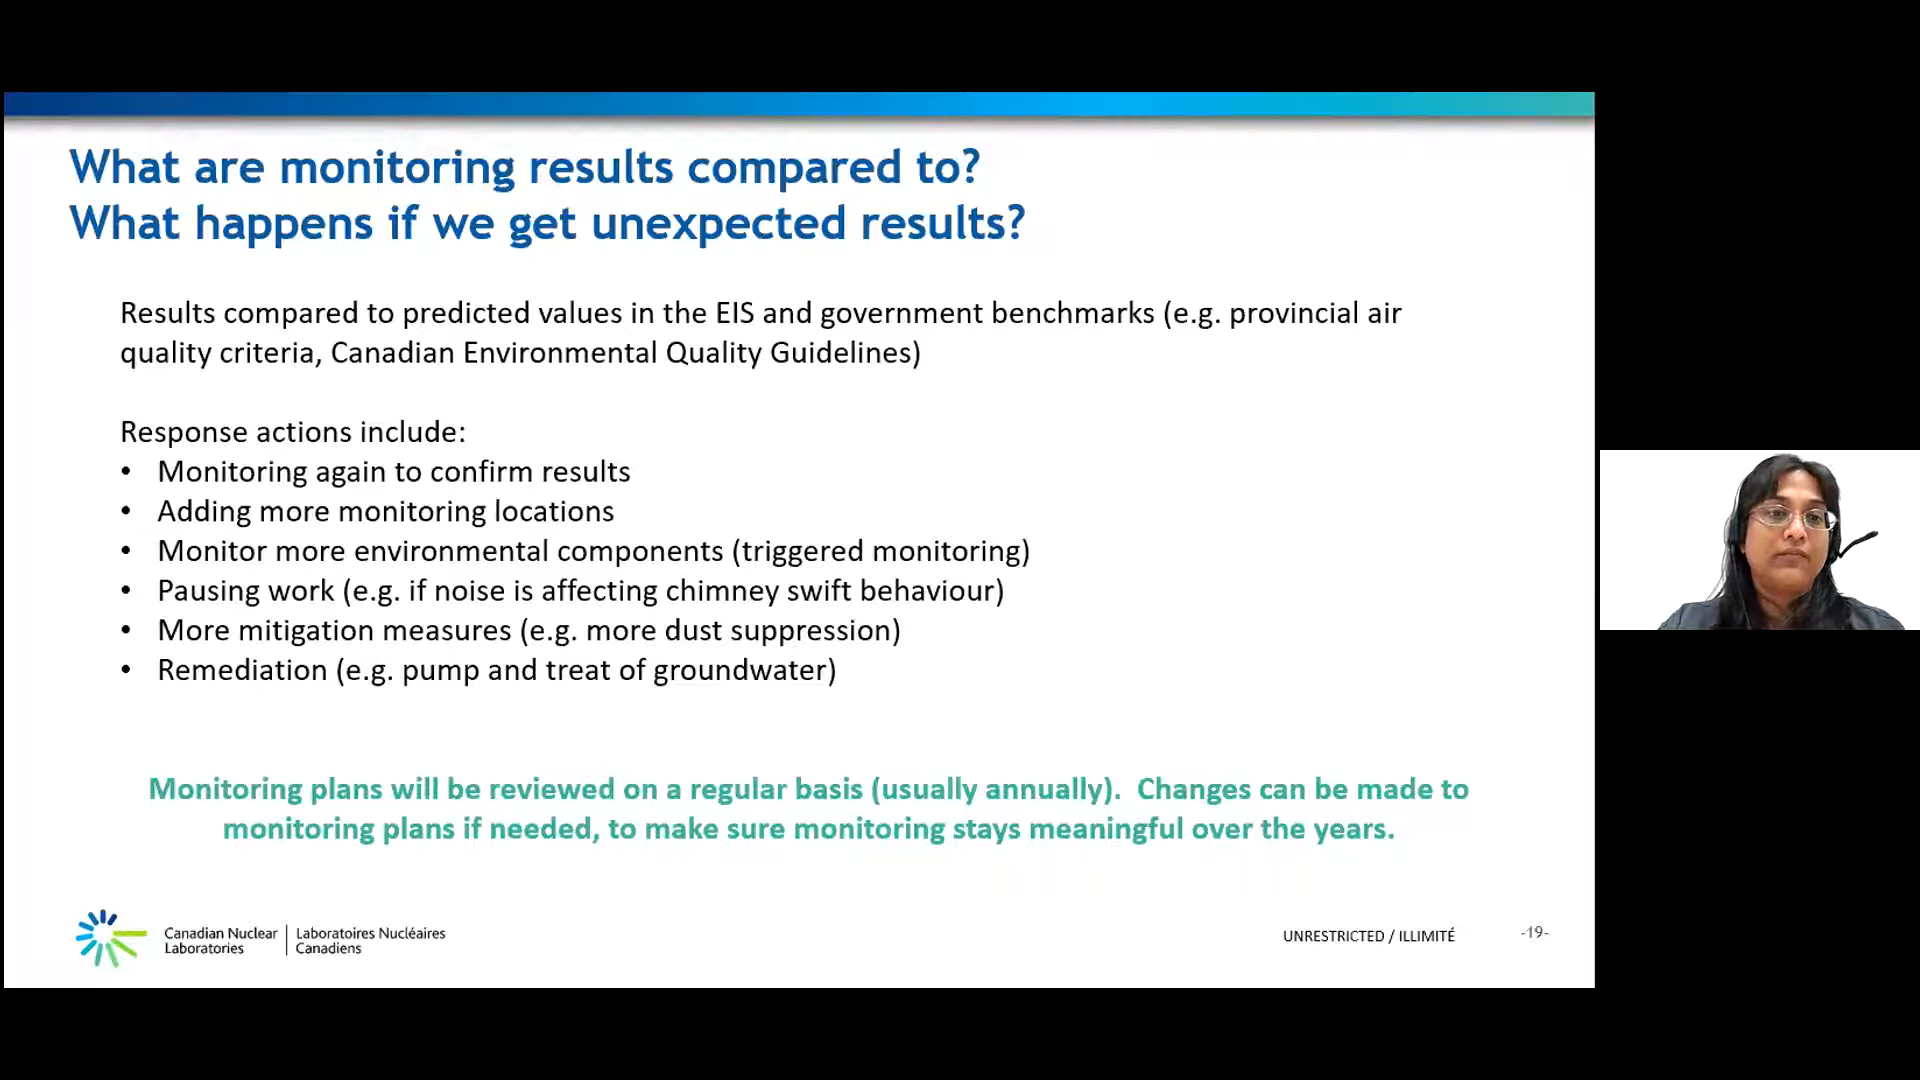 What are monitoring results compared to?
What happens if we get unexpected results?
Results compared to predicted values in the EIS and government benchmarks (e.g. provincial air
quality criteria, Canadian Environmental Quality Guidelines)
Response actions include:
• Monitoring again to confirm results
• Adding more monitoring locations
• Monitor more environmental components (triggered monitoring)
• Pausing work (e.g. if noise is affecting chimney swift behaviour)
• More mitigation measures (e.g. more dust suppression)
• Remediation (e.g. pump and treat of groundwater)
Monitoring plans will be reviewed on a regular basis (usually annually). Changes can be made to
monitoring plans if needed, to make sure monitoring stays meaningful over the years.
Canadian Nuclear
Laboratories
Laboratoires Nucléaires
Canadiens
UNRESTRICTED / ILLIMITÉ
-19-